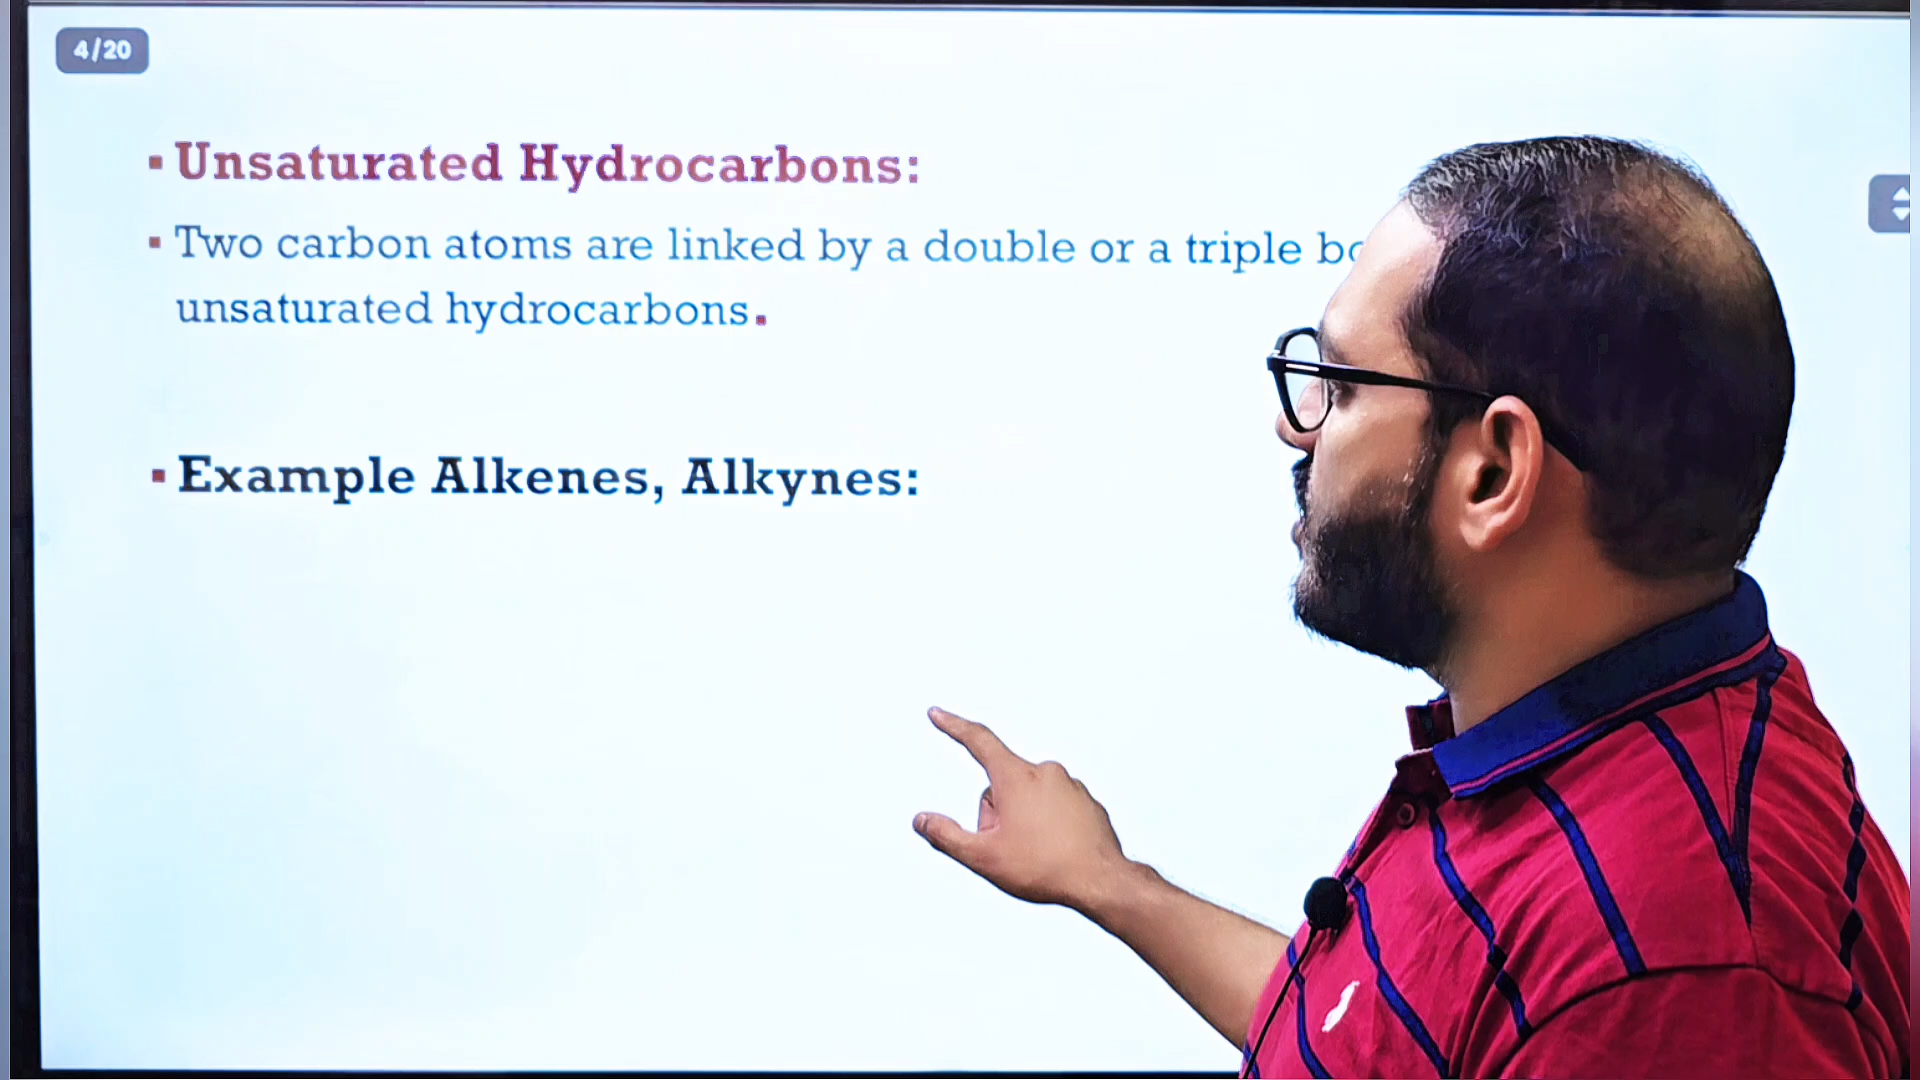 4/20
▪ Unsaturated Hydrocarbons:
▪ Two carbon atoms are linked by a double or a triple
unsaturated hydrocarbons.
▪ Example Alkenes, Alkynes: